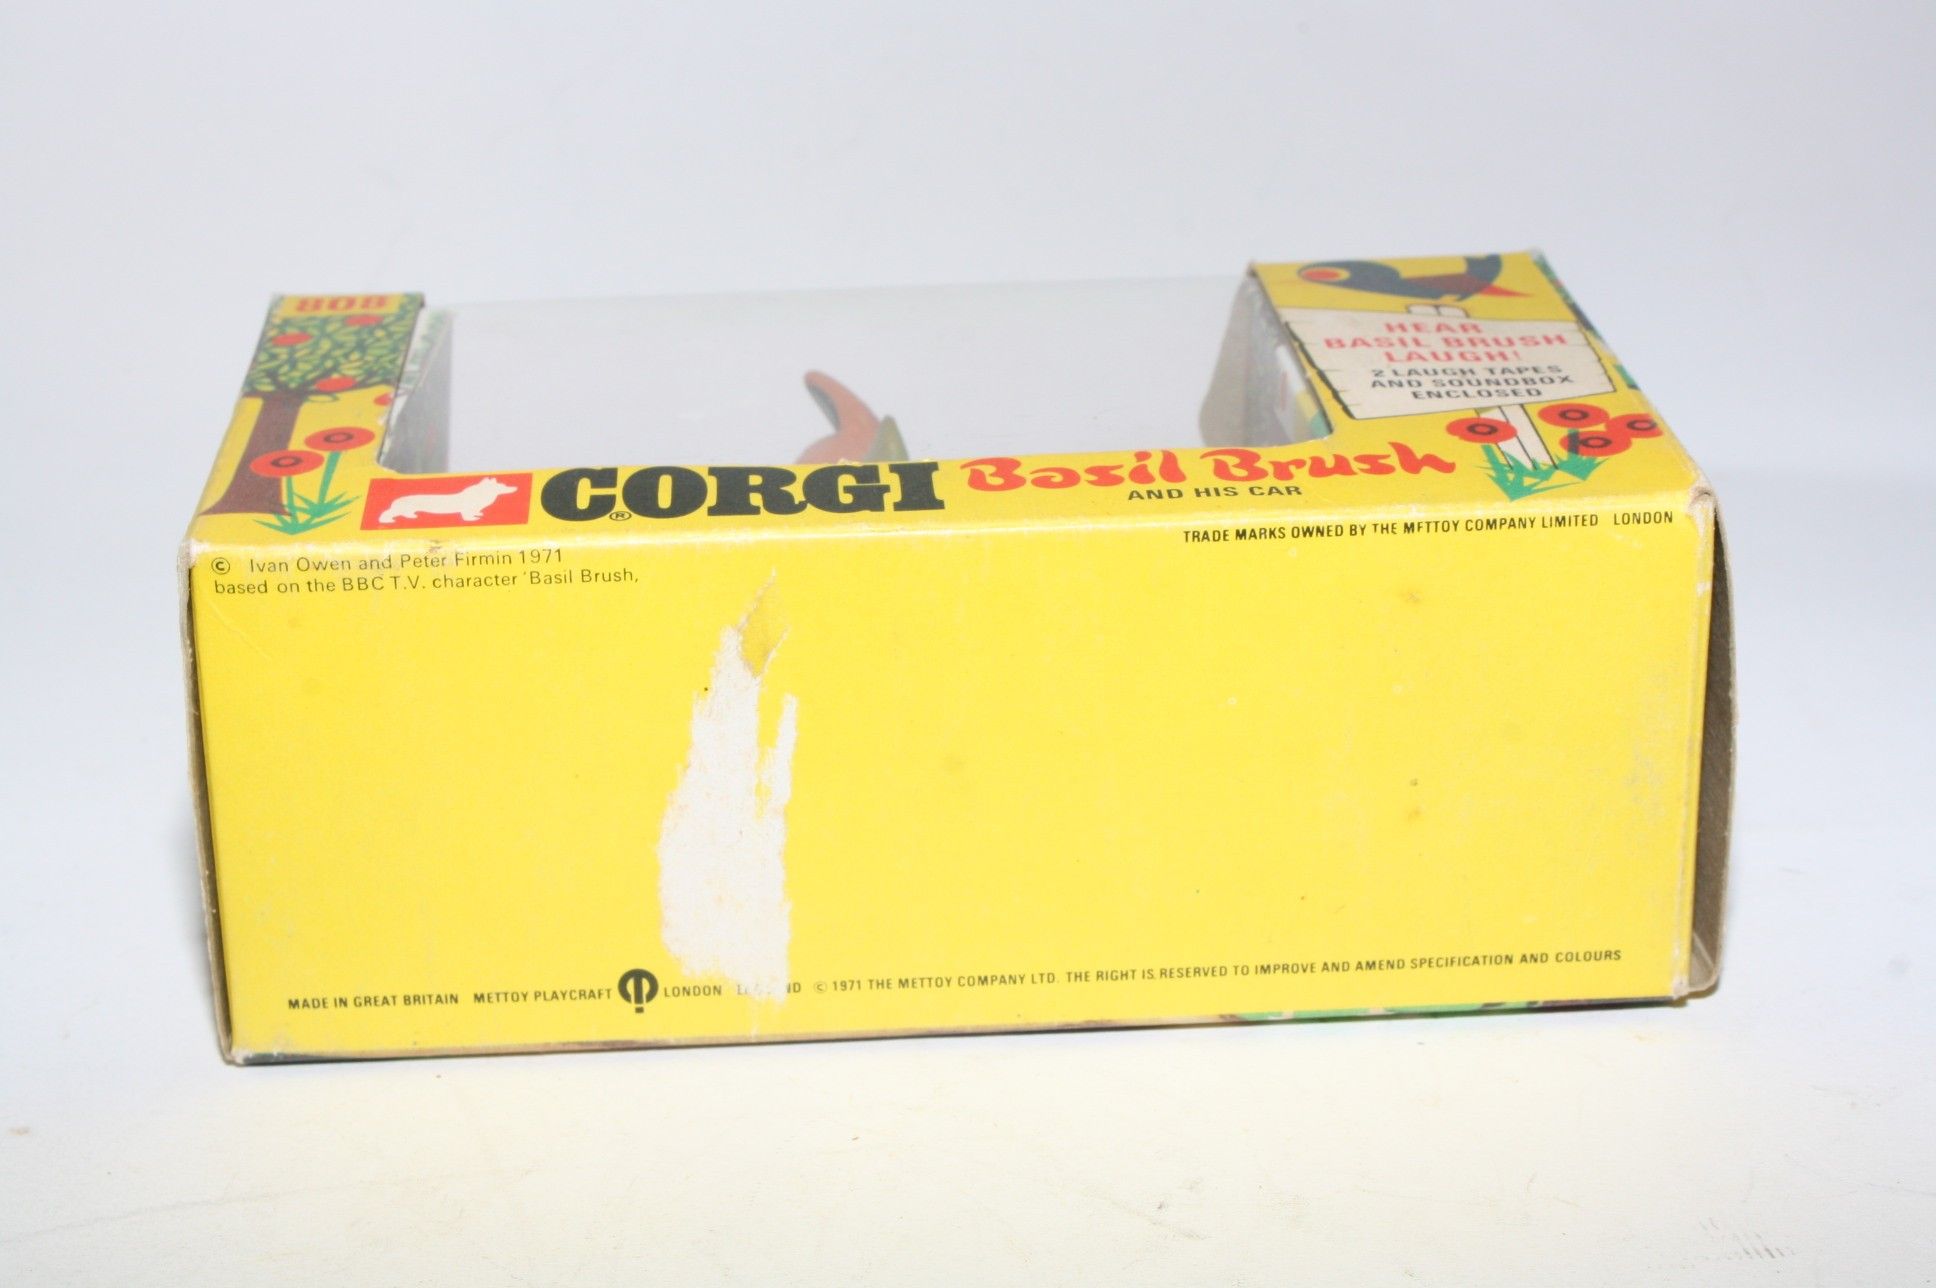 808
HEAR
BASIL BRUSH
LAUGH!
2 LAUGH TAPES
AND SOUNDBOX
ENCLOSED
CORGI ® Basil Brush
AND HIS CAR
TRADE MARKS OWNED BY THE METTOY COMPANY LIMITED LONDON
© Ivan Owen and Peter Firmin 1971
based on the BBC T.V. character 'Basil Brush,
MADE IN GREAT BRITAIN METTOY PLAYCRAFT LONDON © 1971 THE METTOY COMPANY LTD. THE RIGHT IS RESERVED TO IMPROVE AND AMEND SPECIFICATION AND COLOURS